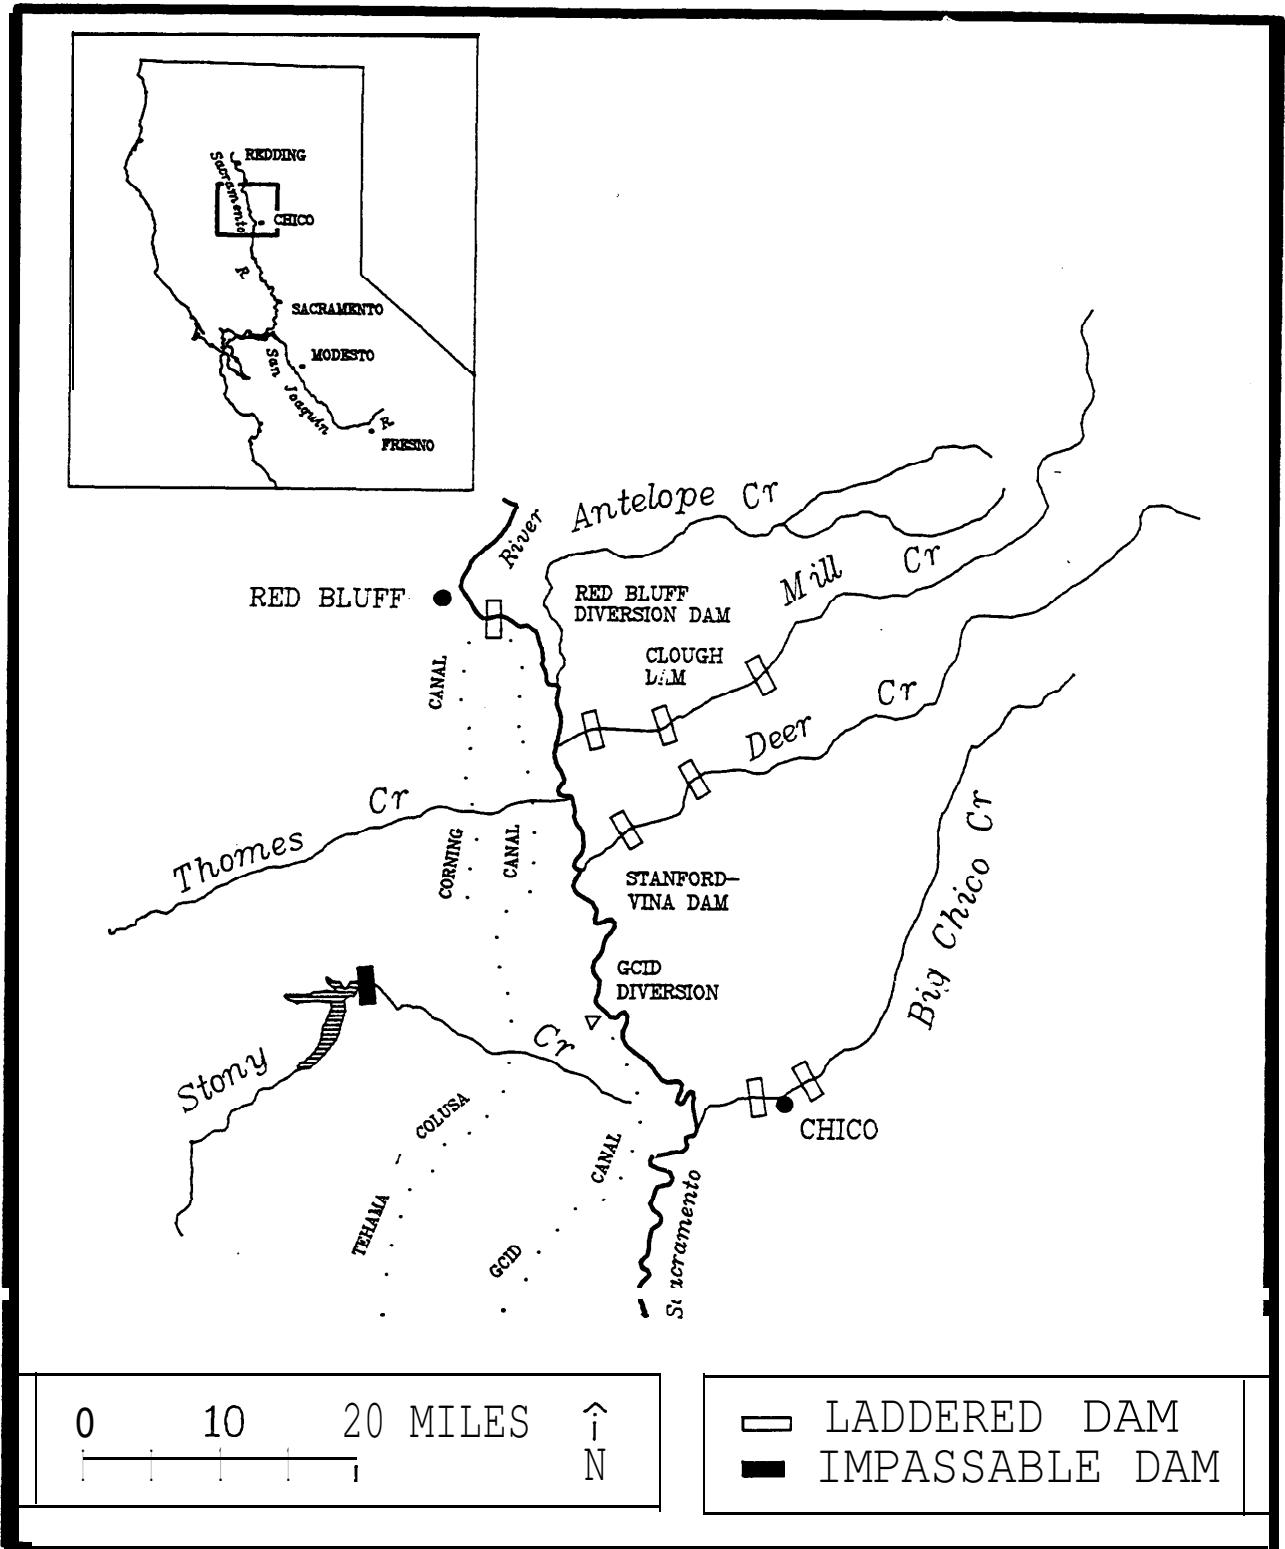 REDDING
Sacramento
CHICO
R
SACRAMENTO
MODESTO
San Joaquin
R
FRESNO
Antelope Cr
River
RED BLUFF
RED BLUFF
DIVERSION DAM
Mill Cr
CLOUGH
CANAL
Deer Cr
Thomes Cr
CORNING
CANAL
STANFORD-
VINA DAM
Big Chico Cr
GCID
DIVERSION
Stony Cr
COLUSA
CHICO
CANAL
TEHAMA
GCID
0 10 20 MILES
N
LADDERED DAM
IMPASSABLE DAM